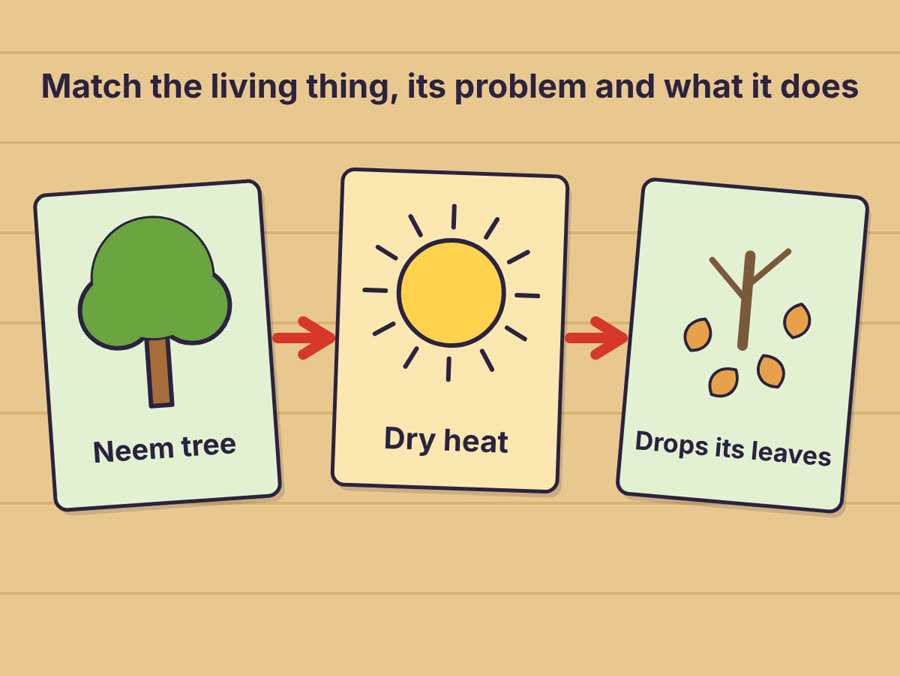 Match the living thing, its problem and what it does
Neem tree
Dry heat
Drops its leaves